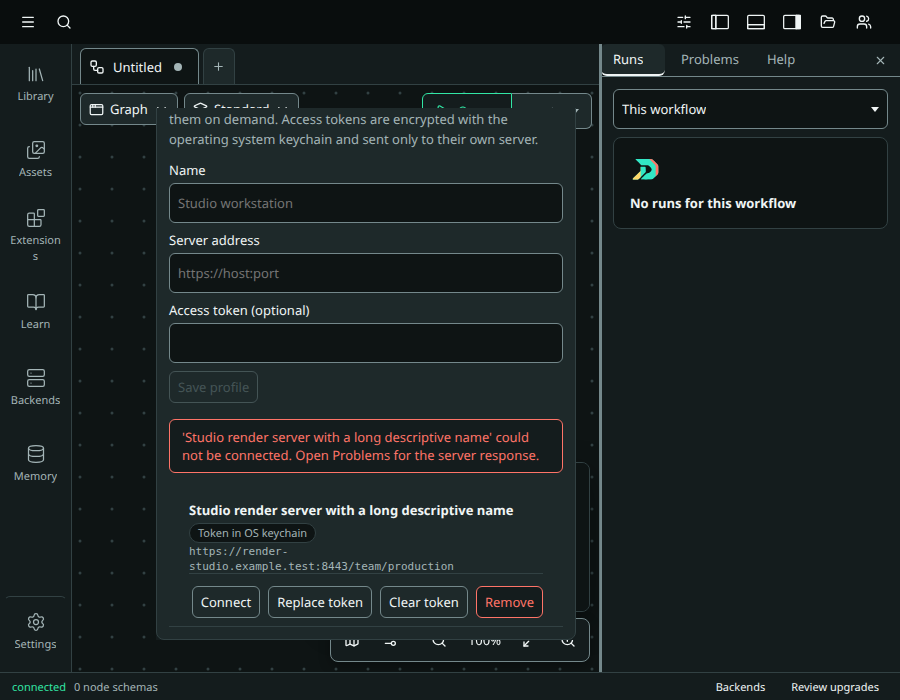 Untitled
+
Runs
Problems
Help
Library
Assets
Extension
s
Learn
Backends
Memory
Settings
Graph
Standard
them on demand. Access tokens are encrypted with the
operating system keychain and sent only to their own server.
Name
Studio workstation
Server address
https://host:port
Access token (optional)
Save profile
'Studio render server with a long descriptive name' could
not be connected. Open Problems for the server response.
Studio render server with a long descriptive name
Token in OS keychain
https://render-
studio.example.test:8443/team/production
Connect
Replace token
Clear token
Remove
100%
This workflow
No runs for this workflow
connected
0 node schemas
Backends
Review upgrades